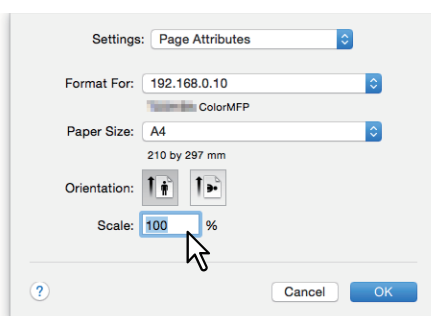 Settings: Page Attributes
Format For: 192.168.0.10
ColorMFP
Paper Size: A4
210 by 297 mm
Orientation:
Scale: 100 %
? Cancel OK